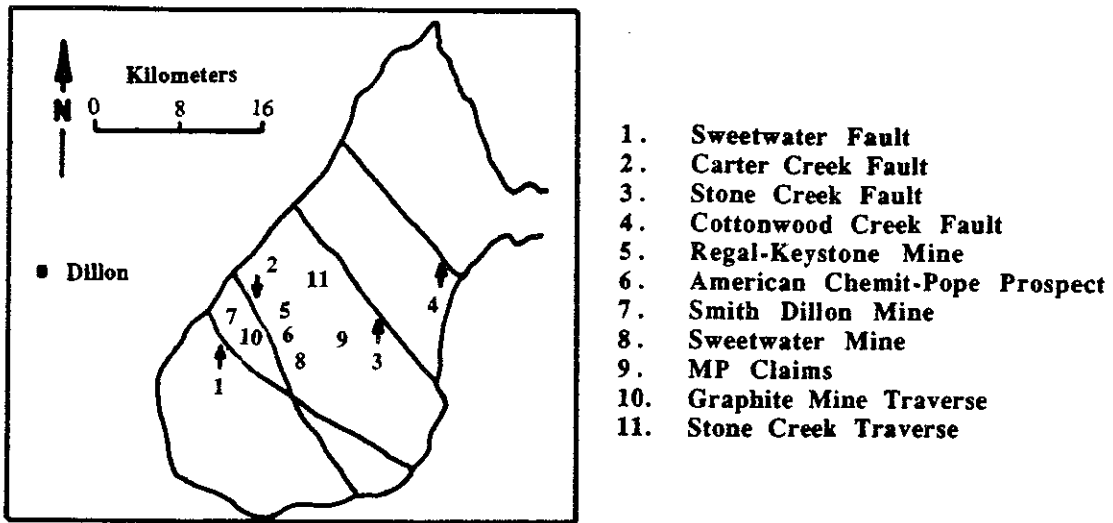 N
Kilometers
0 8 16
Dillon
2
11
4
7
5
10
6
9
8
3
1
1. Sweetwater Fault
2. Carter Creek Fault
3. Stone Creek Fault
4. Cottonwood Creek Fault
5. Regal-Keystone Mine
6. American Chemit-Pope Prospect
7. Smith Dillon Mine
8. Sweetwater Mine
9. MP Claims
10. Graphite Mine Traverse
11. Stone Creek Traverse